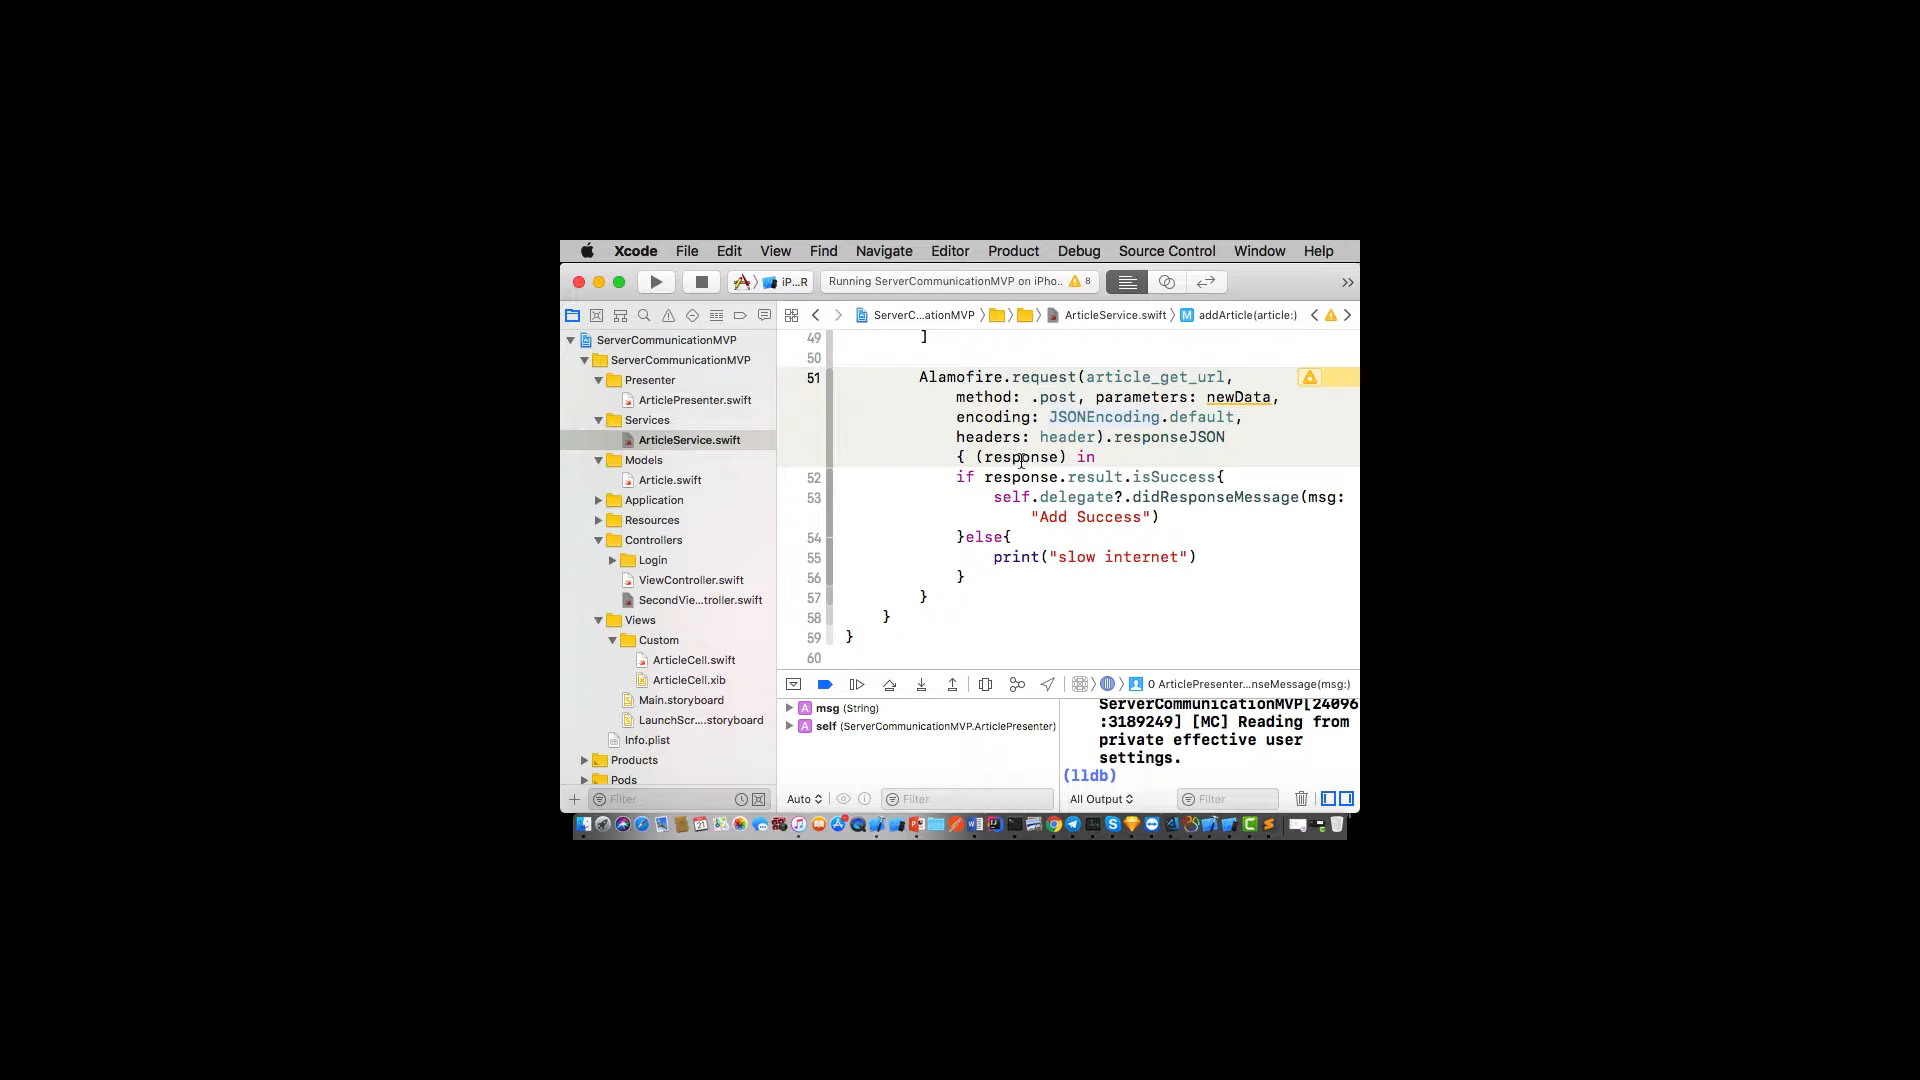 Xcode File Edit View Find Navigate Editor Product Debug Source Control Window Help
iP...R Running ServerCommunicationMVP on iPho.. 8
ServerC...ationMVP ArticleService.swift M addArticle(article:)
ServerCommunicationMVP
ServerCommunicationMVP
Presenter
ArticlePresenter.swift
Services
ArticleService.swift
Models
Article.swift
Application
Resources
Controllers
Login
ViewController.swift
SecondVie...troller.swift
Views
Custom
ArticleCell.swift
ArticleCell.xib
Main.storyboard
LaunchScr....storyboard
Info.plist
Products
Pods
Filter
49 ]
50
51 Alamofire.request(article_get_url,
method: .post, parameters: newData,
encoding: JSONEncoding.default,
headers: header).responseJSON
{ (response) in
52 if response.result.isSuccess{
53 self.delegate?.didResponseMessage(msg:
"Add Success")
54 }else{
55 print("slow internet")
56 }
57 }
58 }
59 }
60
0 ArticlePresenter...nseMessage(msg:)
A msg (String)
A self (ServerCommunicationMVP.ArticlePresenter)
Auto Filter
ServerCommunicationMVP[24096
:3189249] [MC] Reading from
private effective user
settings.
(lldb)
All Output Filter